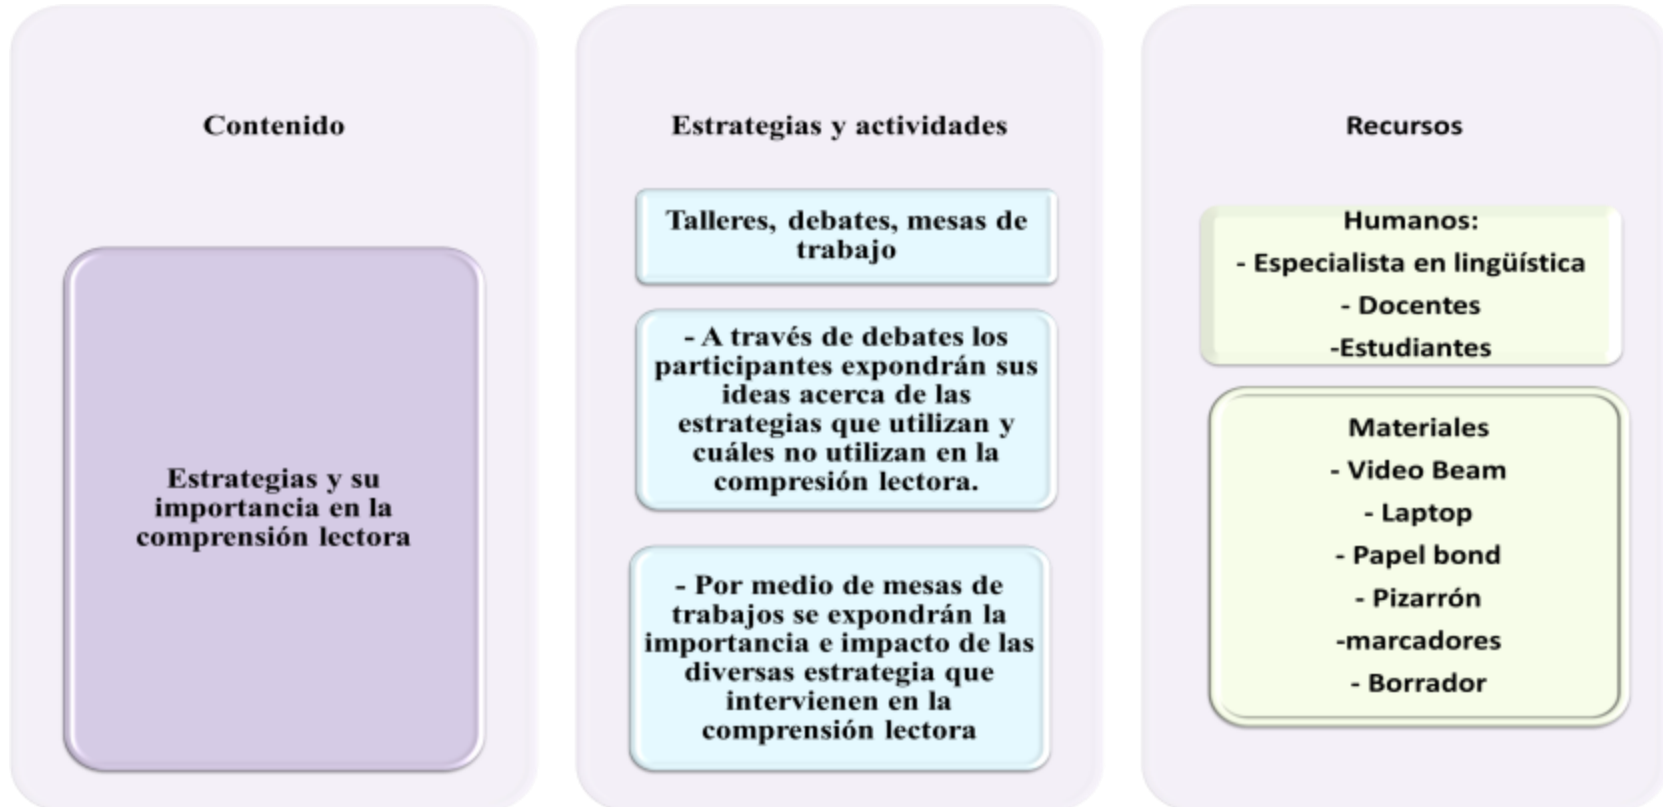 Contenido
Estrategias y su
importancia en la
comprensión lectora
Estrategias y actividades
Talleres, debates, mesas de
trabajo
- A través de debates los
participantes expondrán sus
ideas acerca de las
estrategias que utilizan y
cuáles no utilizan en la
compresión lectora.
- Por medio de mesas de
trabajos se expondrán la
importancia e impacto de las
diversas estrategia que
intervienen en la
comprensión lectora
Recursos
Humanos:
- Especialista en lingüística
- Docentes
-Estudiantes
Materiales
- Video Beam
- Laptop
- Papel bond
- Pizarrón
-marcadores
- Borrador